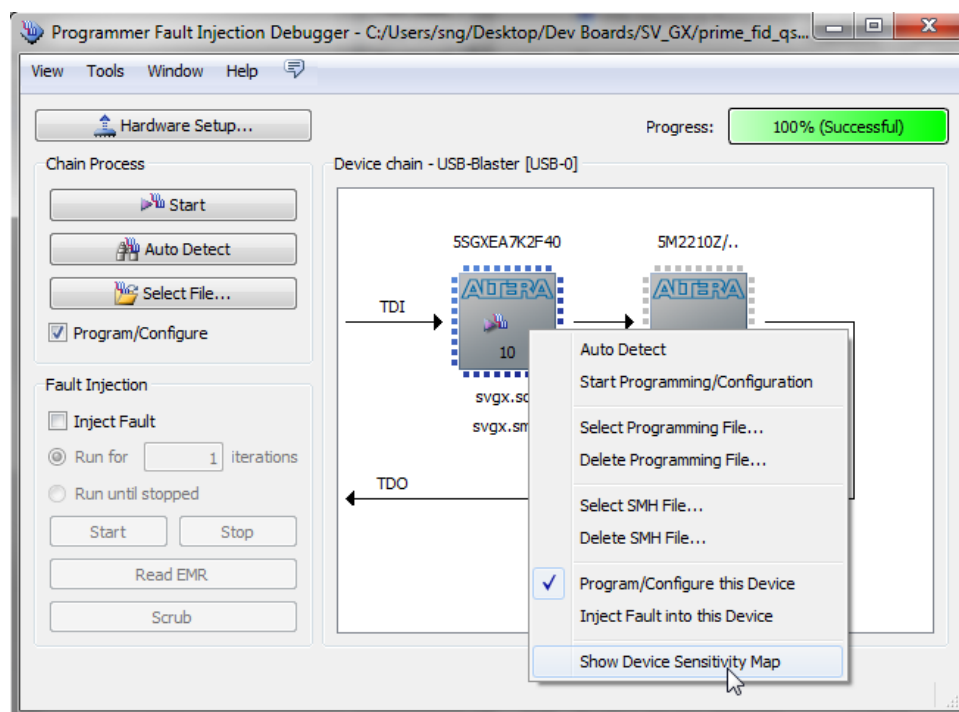 Programmer Fault Injection Debugger - C:/Users/sng/Desktop/Dev Boards/SV_GX/prime_fid_qs...
View Tools Window Help
Hardware Setup...
Progress: 100% (Successful)
Chain Process
Start
Auto Detect
Select File...
Program/Configure
Fault Injection
Inject Fault
Run for 1 iterations
Run until stopped
Start Stop
Read EMR
Scrub
Device chain - USB-Blaster [USB-0]
5SGXEA7K2F40 5M2210Z/..
ALTERA ALTERA
TDI
10
svgx.so
svgx.sm
TDO
Auto Detect
Start Programming/Configuration
Select Programming File...
Delete Programming File...
Select SMH File...
Delete SMH File...
Program/Configure this Device
Inject Fault into this Device
Show Device Sensitivity Map